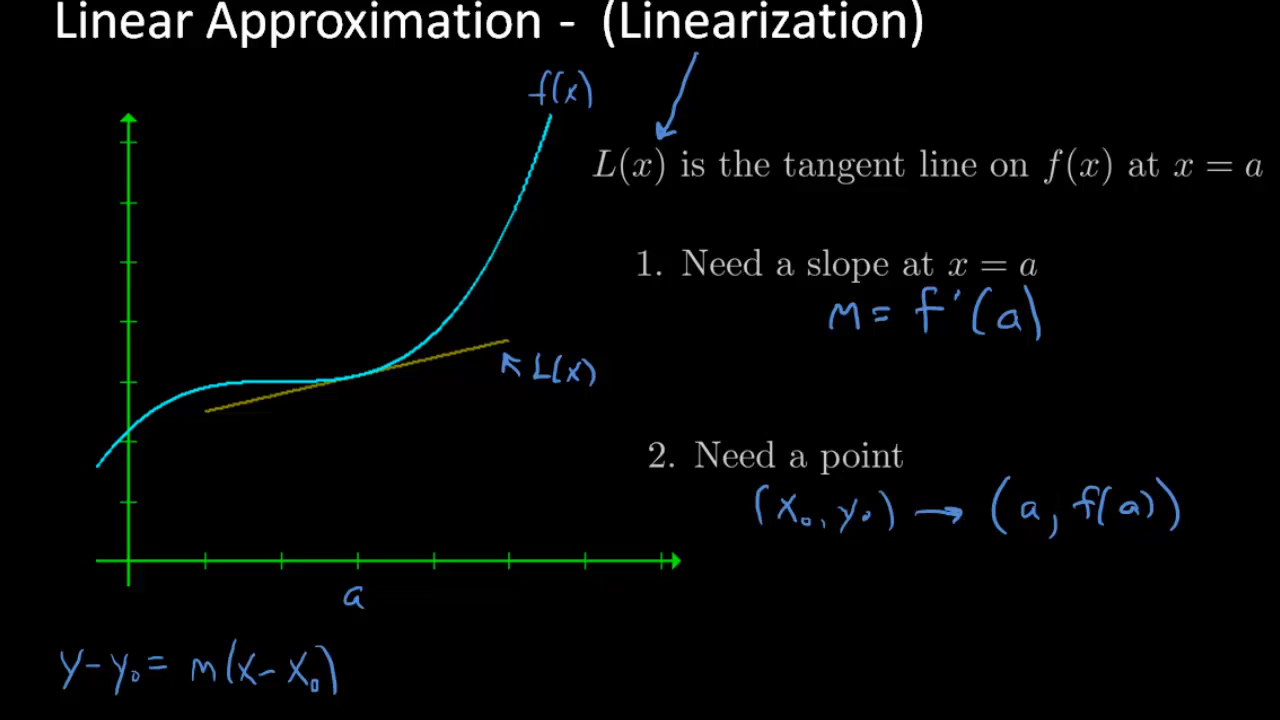 Linear Approximation - (Linearization)
f(x)
L(x) is the tangent line on f(x) at x = a
1. Need a slope at x = a
m = f'(a)
L(x)
2. Need a point
(x₀, y₀) → (a, f(a))
a
y - y₀ = m(x - x₀)